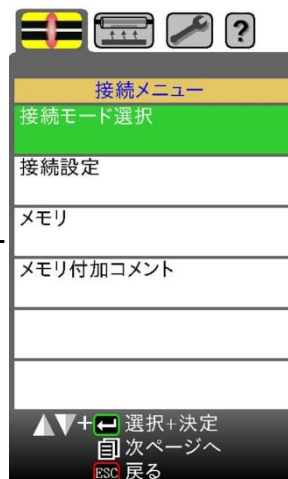 ?
接続メニュー
接続モード選択
接続設定
メモリ
メモリ付加コメント
+ 選択+決定
次ページへ
ESC 戻る